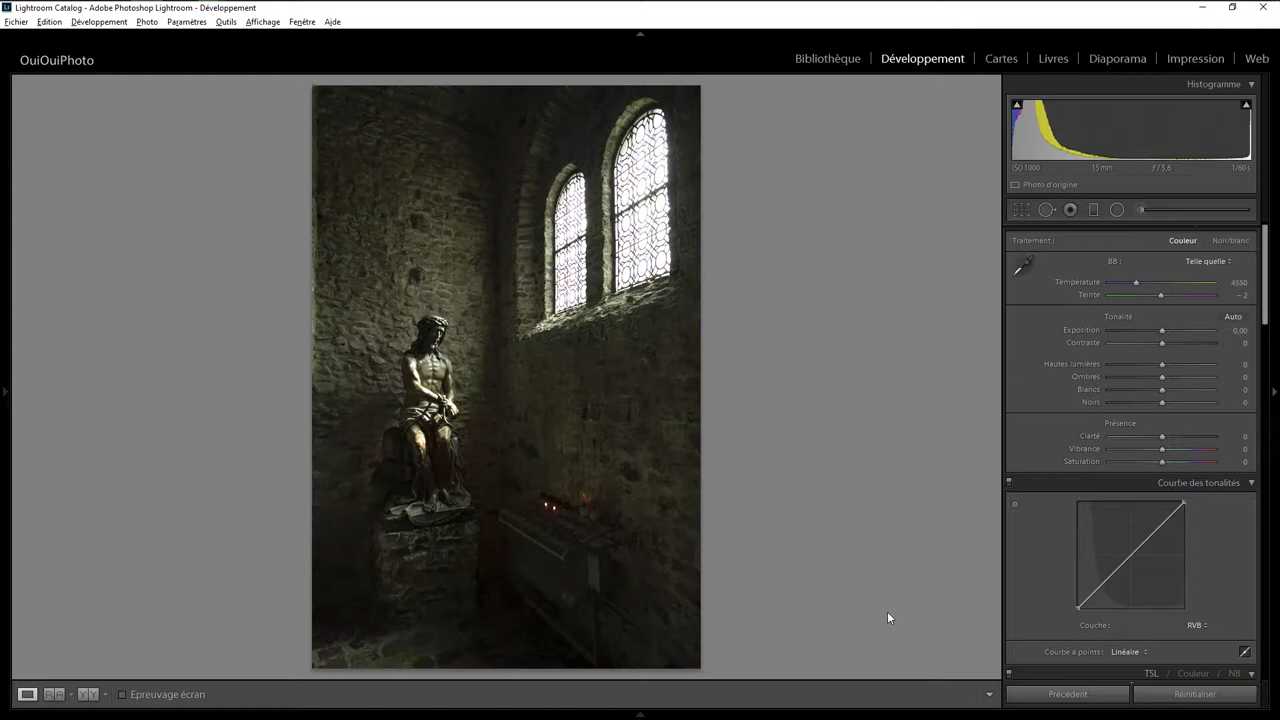 Lightroom Catalog - Adobe Photoshop Lightroom - Développement
Fichier Edition Développement Photo Paramètres Outils Affichage Fenêtre Aide
OuiOuiPhoto
Bibliothèque | Développement | Cartes | Livres | Diaporama | Impression | Web
Histogramme
ISO 1000 15 mm ƒ / 5,6 1/60 s
Photo d'origine
Traitement : Couleur Noir/blanc
BB : Telle quelle
Température 4550
Teinte – 2
Tonalité Auto
Exposition 0,00
Contraste 0
Hautes lumières 0
Ombres 0
Blancs 0
Noirs 0
Présence
Clarté 0
Vibrance 0
Saturation 0
Courbe des tonalités
Couche : RVB
Courbe à points : Linéaire
TSL / Couleur / NB
Epreuvage écran
Précédent Réinitialiser